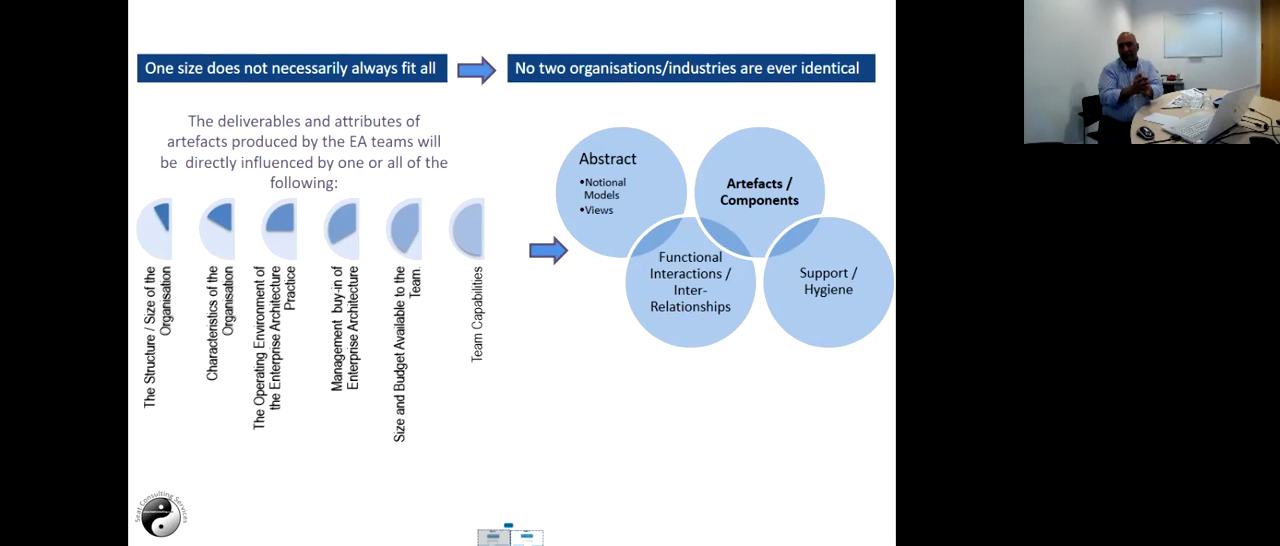 One size does not necessarily always fit all
No two organisations/industries are ever identical
The deliverables and attributes of
artefacts produced by the EA teams will
be directly influenced by one or all of the
following:
The Structure / Size of the
Organisation
Characteristics of the
Organisation
The Operating Environment of
the Enterprise Architecture
Practice
Management buy-in of
Enterprise Architecture
Size and Budget Available to the
Team.
Team Capabilities
Abstract
•Notional
Models
•Views
Artefacts /
Components
Functional
Interactions /
Inter-
Relationships
Support /
Hygiene
Seat Consulting Services